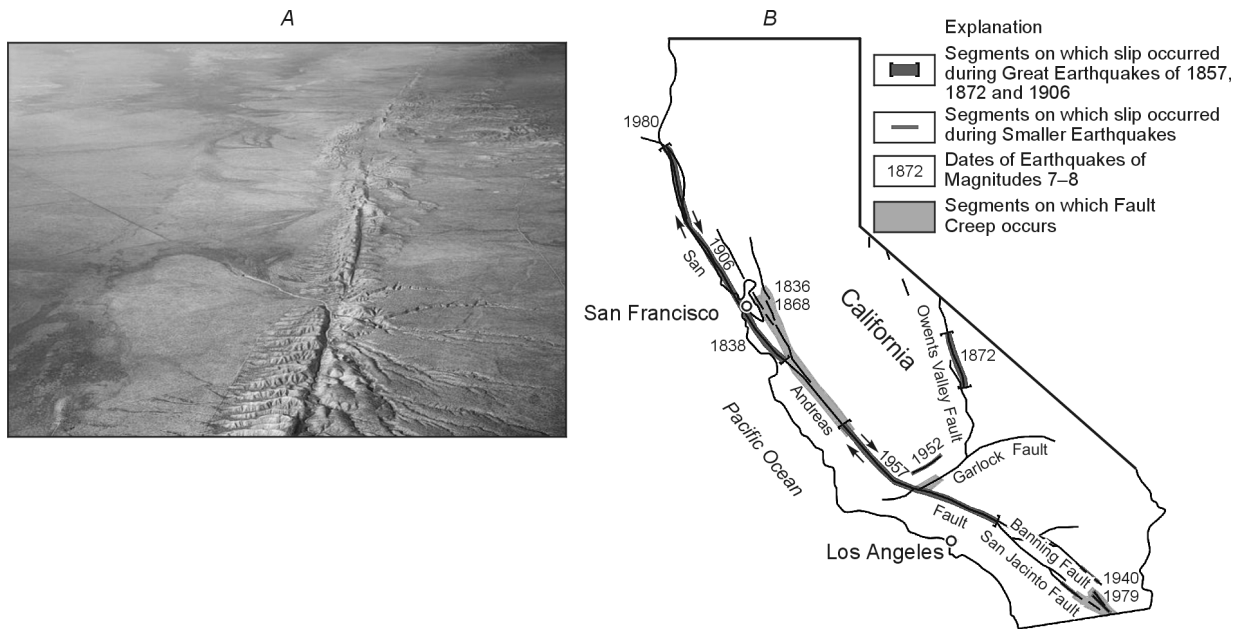 A
B
Explanation
Segments on which slip occurred
during Great Earthquakes of 1857,
1872 and 1906
Segments on which slip occurred
during Smaller Earthquakes
1872
Dates of Earthquakes of
Magnitudes 7–8
Segments on which Fault
Creep occurs
1980
1906
San
1836
1868
San Francisco
1838
California
Owents Valley Fault
1872
Andreas
Pacific Ocean
1957
1952
Garlock Fault
Fault
Los Angeles
Banning Fault
San Jacinto Fault
1940
1979